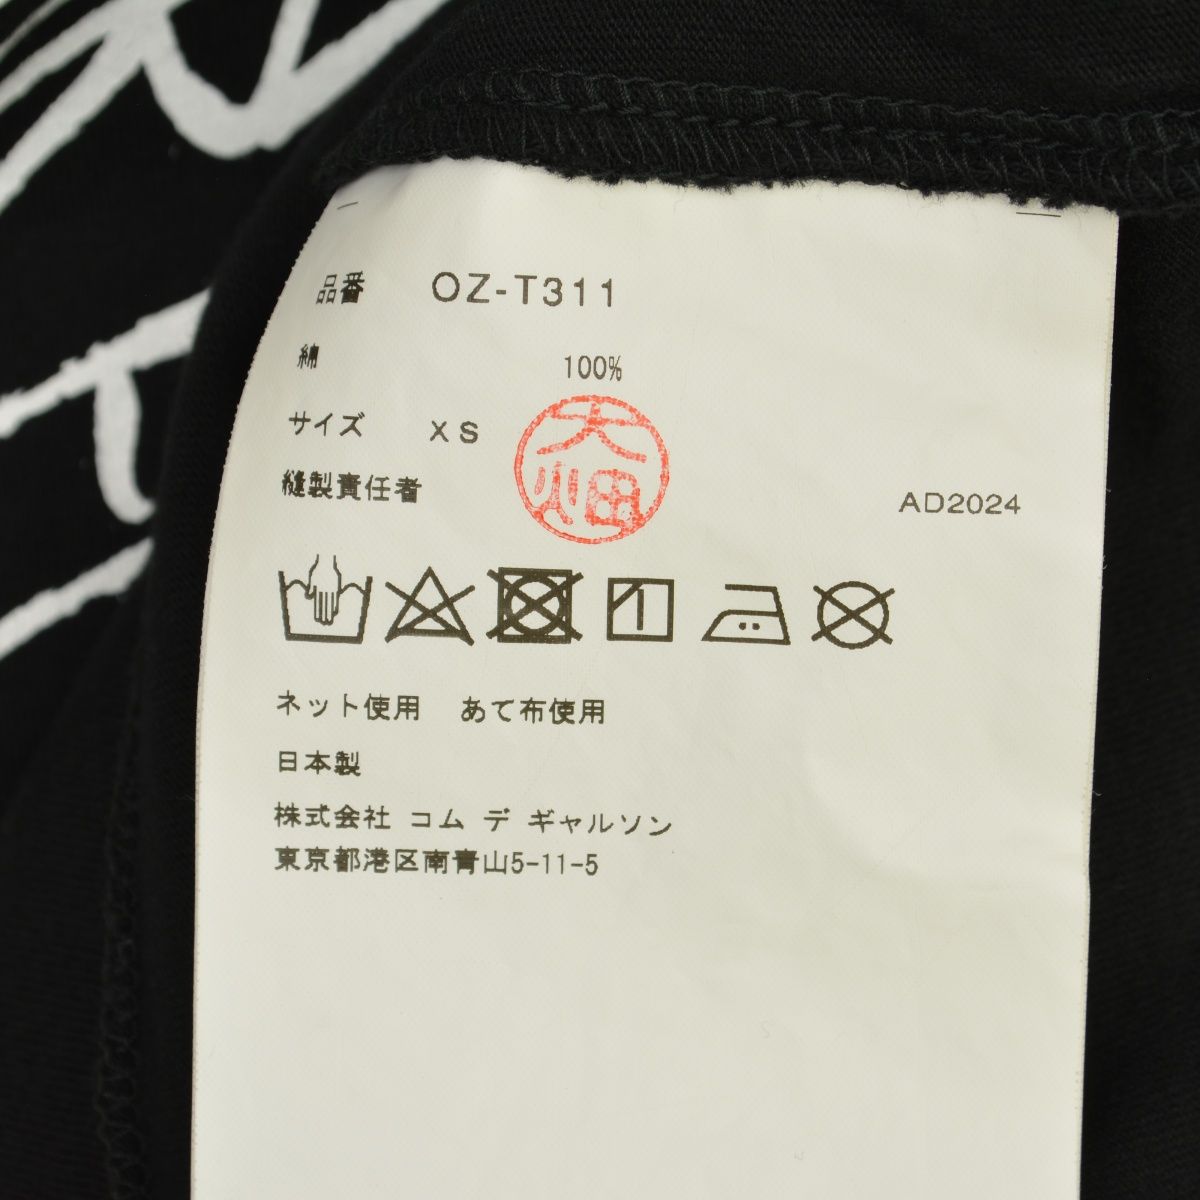 品番 OZ-T311
綿 100%
サイズ XS
大畑
縫製責任者
AD2024
ネット使用 あて布使用
日本製
株式会社 コム デ ギャルソン
東京都港区南青山5-11-5